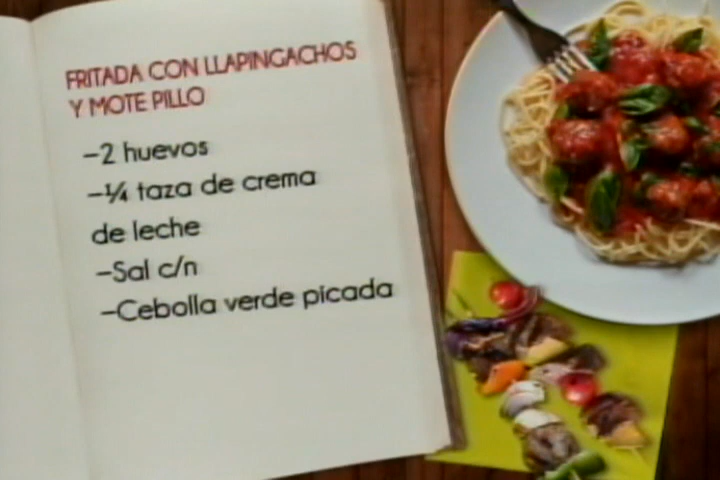 FRITADA CON LLAPINGACHOS
Y MOTE PILLO
-2 huevos
-¼ taza de crema
de leche
-Sal c/n
-Cebolla verde picada